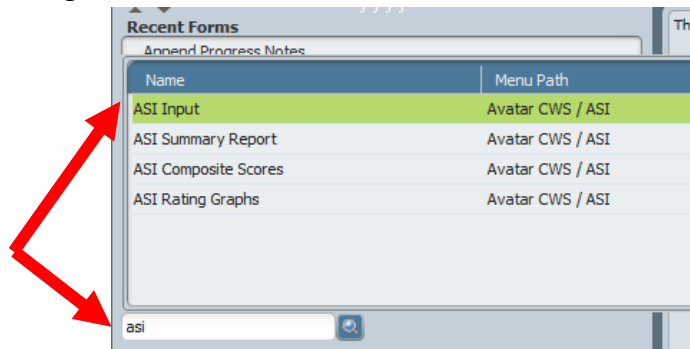 Recent Forms
Th
Append Progress Notes
Name Menu Path
ASI Input Avatar CWS / ASI
ASI Summary Report Avatar CWS / ASI
ASI Composite Scores Avatar CWS / ASI
ASI Rating Graphs Avatar CWS / ASI
asi